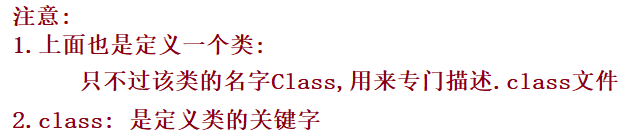 注意:
1.上面也是定义一个类:
只不过该类的名字Class,用来专门描述.class文件
2.class: 是定义类的关键字